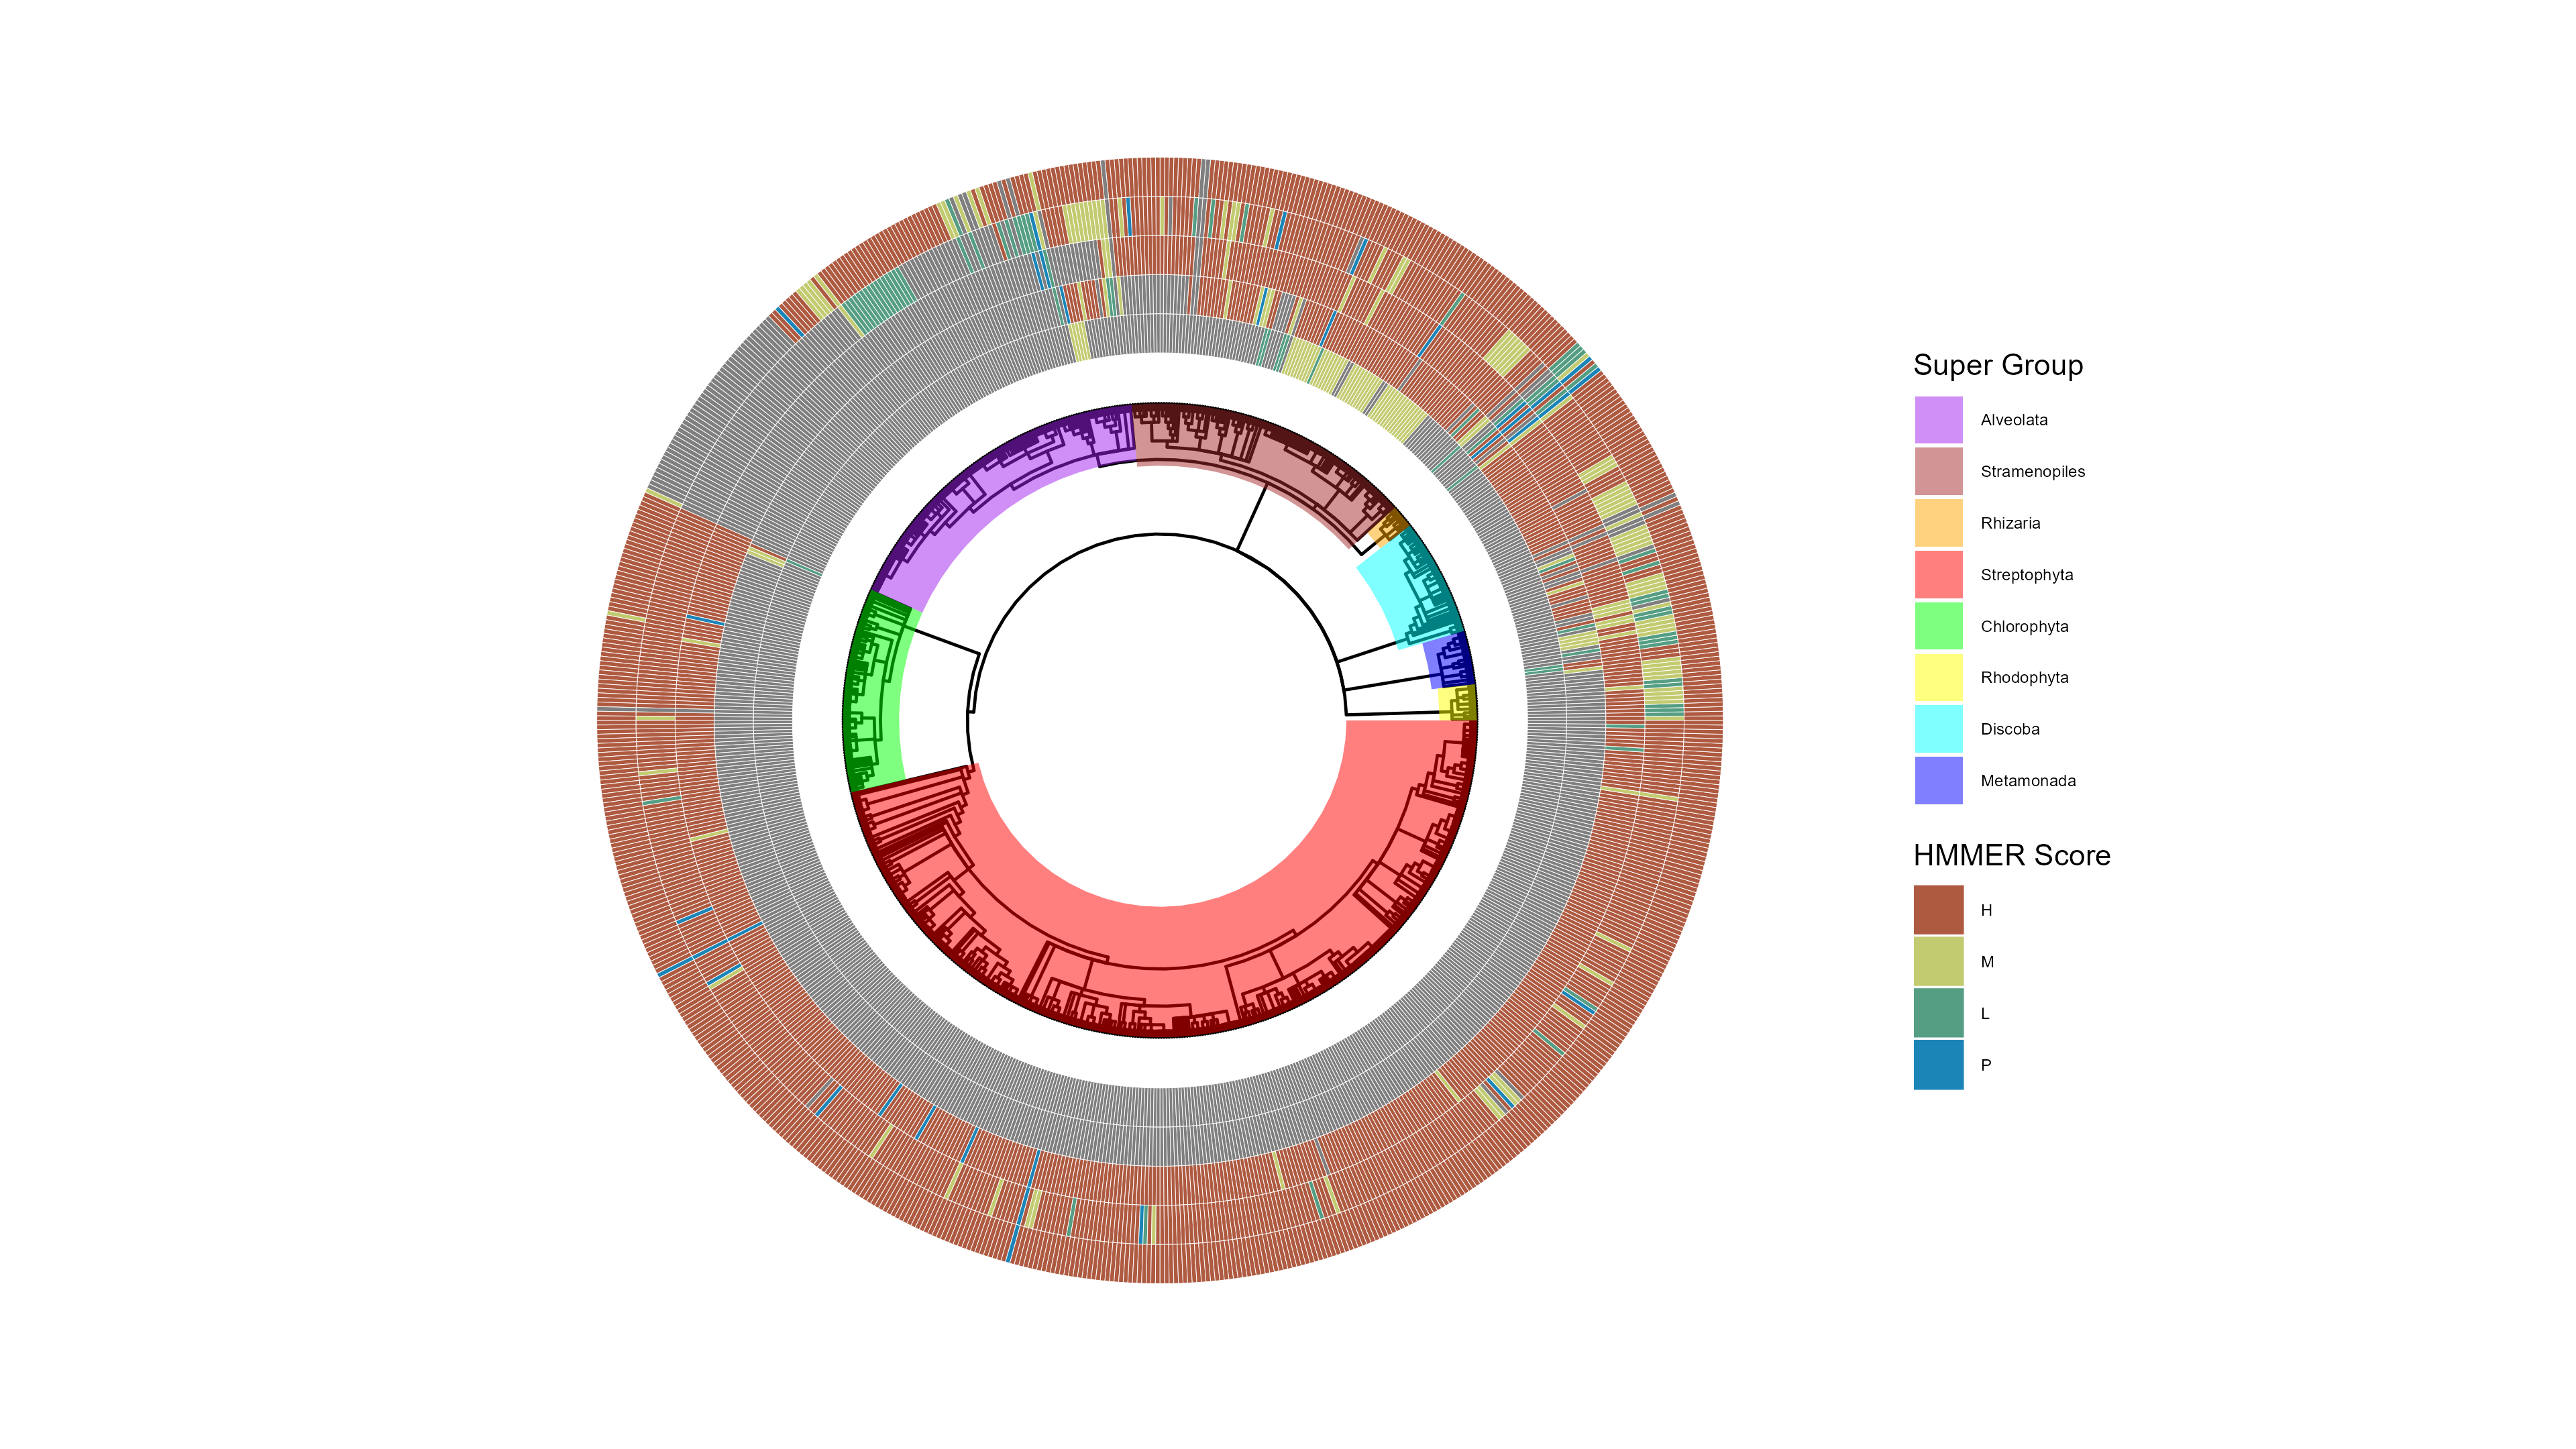 Super Group
Alveolata
Stramenopiles
Rhizaria
Streptophyta
Chlorophyta
Rhodophyta
Discoba
Metamonada
HMMER Score
H
M
L
P